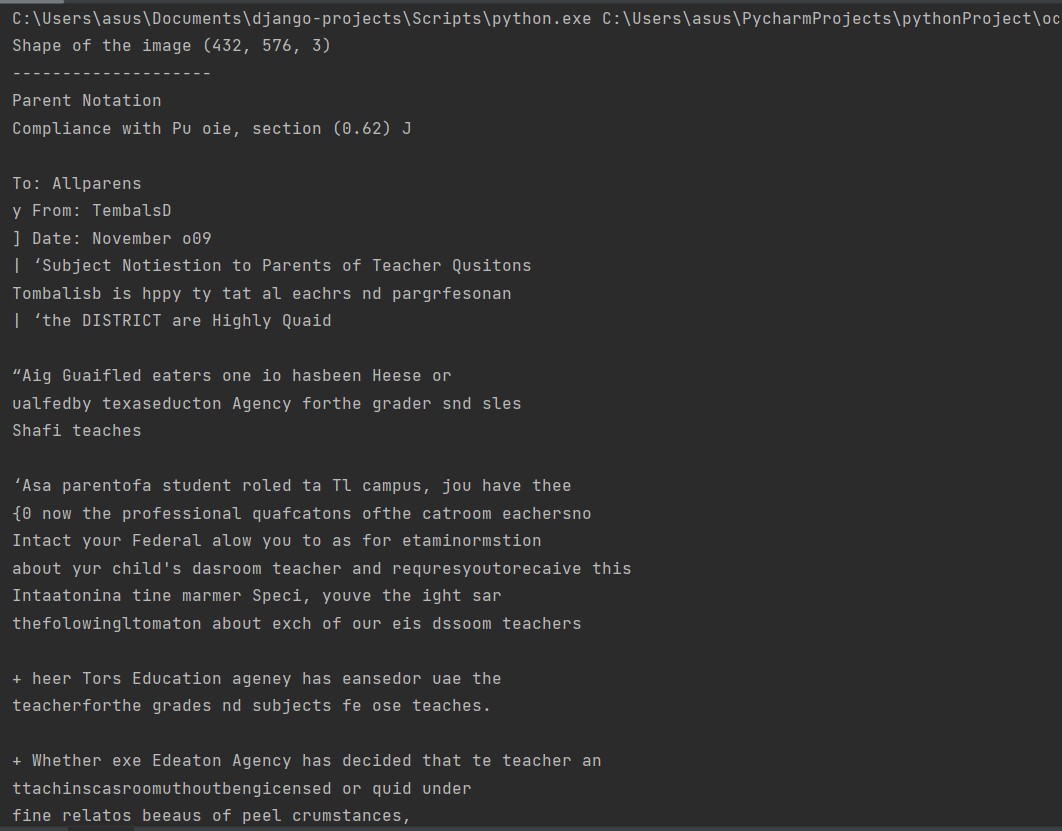 C:\Users\asus\Documents\django-projects\Scripts\python.exe C:\Users\asus\PycharmProjects\pythonProject\oc
Shape of the image (432, 576, 3)
--------------------
Parent Notation
Compliance with Pu oie, section (0.62) J
To: Allparens
y From: TembalsD
] Date: November o09
| ‘Subject Notiestion to Parents of Teacher Qusitons
Tombalisb is hppy ty tat al eachrs nd pargrfesonan
| ‘the DISTRICT are Highly Quaid
“Aig Guaifled eaters one io hasbeen Heese or
ualfedby texaseducton Agency forthe grader snd sles
Shafi teaches
‘Asa parentofa student roled ta Tl campus, jou have thee
{0 now the professional quafcatons ofthe catroom eachersno
Intact your Federal alow you to as for etaminormstion
about yur child's dasroom teacher and requresyoutorecaive this
Intaatonina tine marmer Speci, youve the ight sar
thefolowingltomaton about exch of our eis dssoom teachers
+ heer Tors Education ageney has eansedor uae the
teacherforthe grades nd subjects fe ose teaches.
+ Whether exe Edeaton Agency has decided that te teacher an
ttachinscasroomuthoutbengicensed or quid under
fine relatos beeaus of peel crumstances,